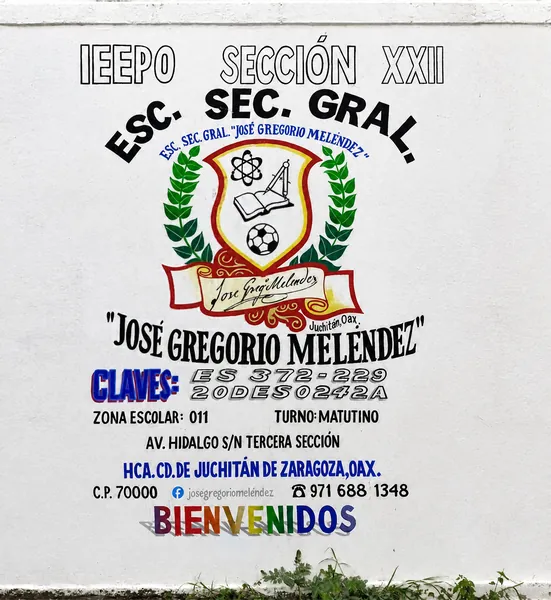 IEEPO SECCIÓN XXII
ESC. SEC. GRAL.
ESC. SEC. GRAL. "JOSÉ GREGORIO MELÉNDEZ"
Jose Grego Melendez
Juchitán, Oax.
"JOSÉ GREGORIO MELÉNDEZ"
CLAVES: ES 372-229
20DES0242A
ZONA ESCOLAR: 011 TURNO: MATUTINO
AV. HIDALGO S/N TERCERA SECCIÓN
HCA. CD. DE JUCHITÁN DE ZARAGOZA, OAX.
C.P. 70000 josegregoriomeléndez 971 688 1348
BIENVENIDOS